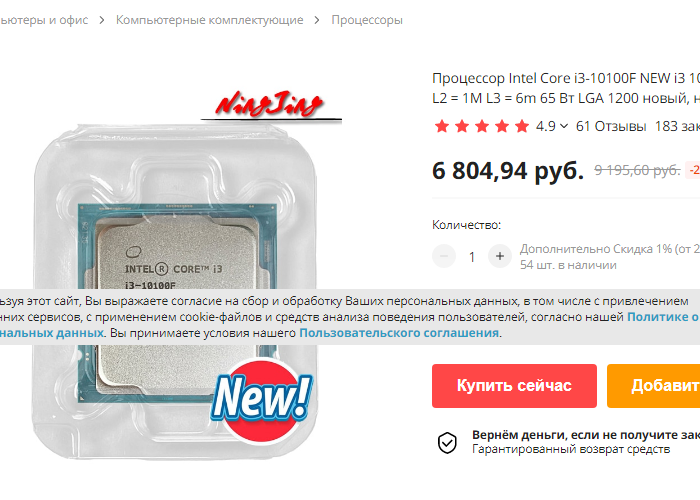 ьютеры и офис > Компьютерные комплектующие > Процессоры
NingJing
Процессор Intel Core i3-10100F NEW i3 10
L2 = 1M L3 = 6m 65 Вт LGA 1200 новый, н
4.9 61 Отзывы 183 зак
6 804,94 руб. 9 195,60 руб. -2
Количество:
1 + Дополнительно Скидка 1% (от 2
54 шт. в наличии
INTEL® CORE™ i3
i3-10100F
ьзуя этот сайт, Вы выражаете согласие на сбор и обработку Ваших персональных данных, в том числе с привлечением
нних сервисов, с применением cookie-файлов и средств анализа поведения пользователей, согласно нашей Политике о
нальных данных. Вы принимаете условия нашего Пользовательского соглашения.
New!
Купить сейчас Добавит
Вернём деньги, если не получите зак
Гарантированный возврат средств